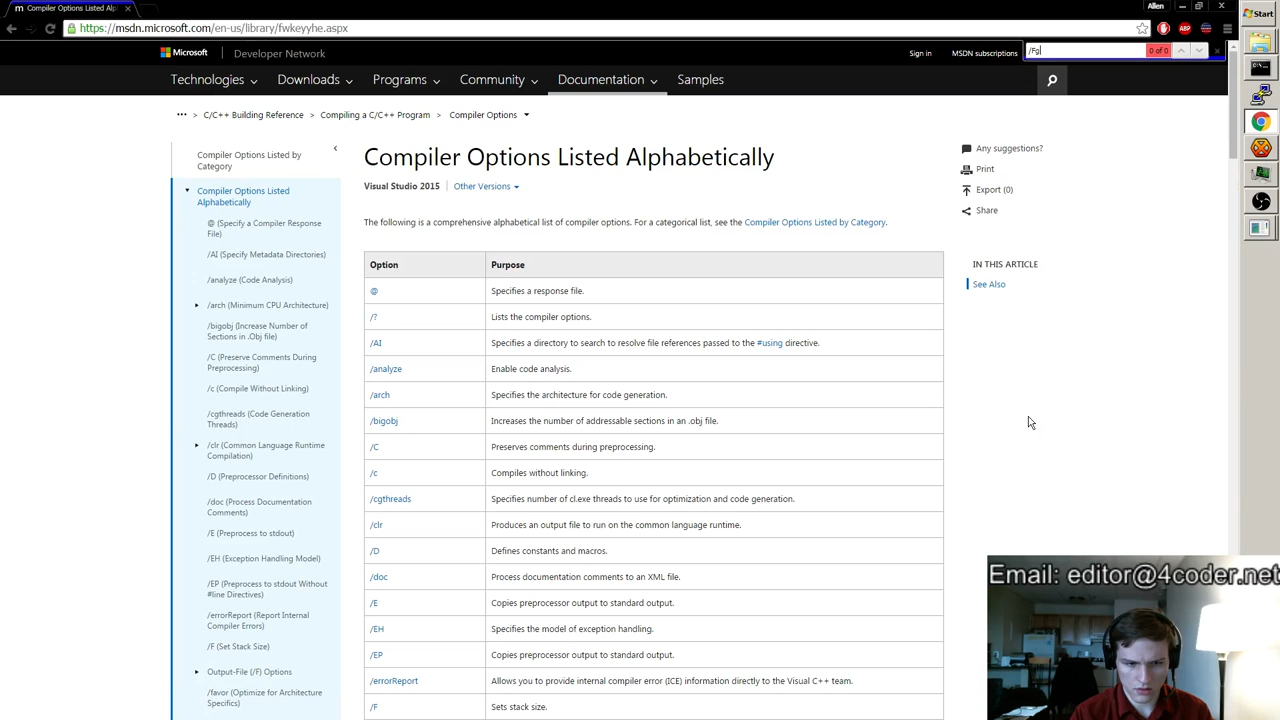 Compiler Options Listed Alp
Allen
Start
https://msdn.microsoft.com/en-us/library/fwkeyyhe.aspx
/Fg
0 of 0
Microsoft
Developer Network
Sign in
MSDN subscriptions
Technologies
Downloads
Programs
Community
Documentation
Samples
C/C++ Building Reference
Compiling a C/C++ Program
Compiler Options
Compiler Options Listed by
Category
Compiler Options Listed
Alphabetically
@ (Specify a Compiler Response
File)
/AI (Specify Metadata Directories)
/analyze (Code Analysis)
/arch (Minimum CPU Architecture)
/bigobj (Increase Number of
Sections in .Obj file)
/C (Preserve Comments During
Preprocessing)
/c (Compile Without Linking)
/cgthreads (Code Generation
Threads)
/clr (Common Language Runtime
Compilation)
/D (Preprocessor Definitions)
/doc (Process Documentation
Comments)
/E (Preprocess to stdout)
/EH (Exception Handling Model)
/EP (Preprocess to stdout Without
#line Directives)
/errorReport (Report Internal
Compiler Errors)
/F (Set Stack Size)
Output-File (/F) Options
/favor (Optimize for Architecture
Specifics)
Compiler Options Listed Alphabetically
Visual Studio 2015
Other Versions
The following is a comprehensive alphabetical list of compiler options. For a categorical list, see the Compiler Options Listed by Category.
Option Purpose
@ Specifies a response file.
/? Lists the compiler options.
/AI Specifies a directory to search to resolve file references passed to the #using directive.
/analyze Enable code analysis.
/arch Specifies the architecture for code generation.
/bigobj Increases the number of addressable sections in an .obj file.
/C Preserves comments during preprocessing.
/c Compiles without linking.
/cgthreads Specifies number of cl.exe threads to use for optimization and code generation.
/clr Produces an output file to run on the common language runtime.
/D Defines constants and macros.
/doc Process documentation comments to an XML file.
/E Copies preprocessor output to standard output.
/EH Specifies the model of exception handling.
/EP Copies preprocessor output to standard output.
/errorReport Allows you to provide internal compiler error (ICE) information directly to the Visual C++ team.
/F Sets stack size.
Any suggestions?
Print
Export (0)
Share
IN THIS ARTICLE
See Also
Email: editor@4coder.net